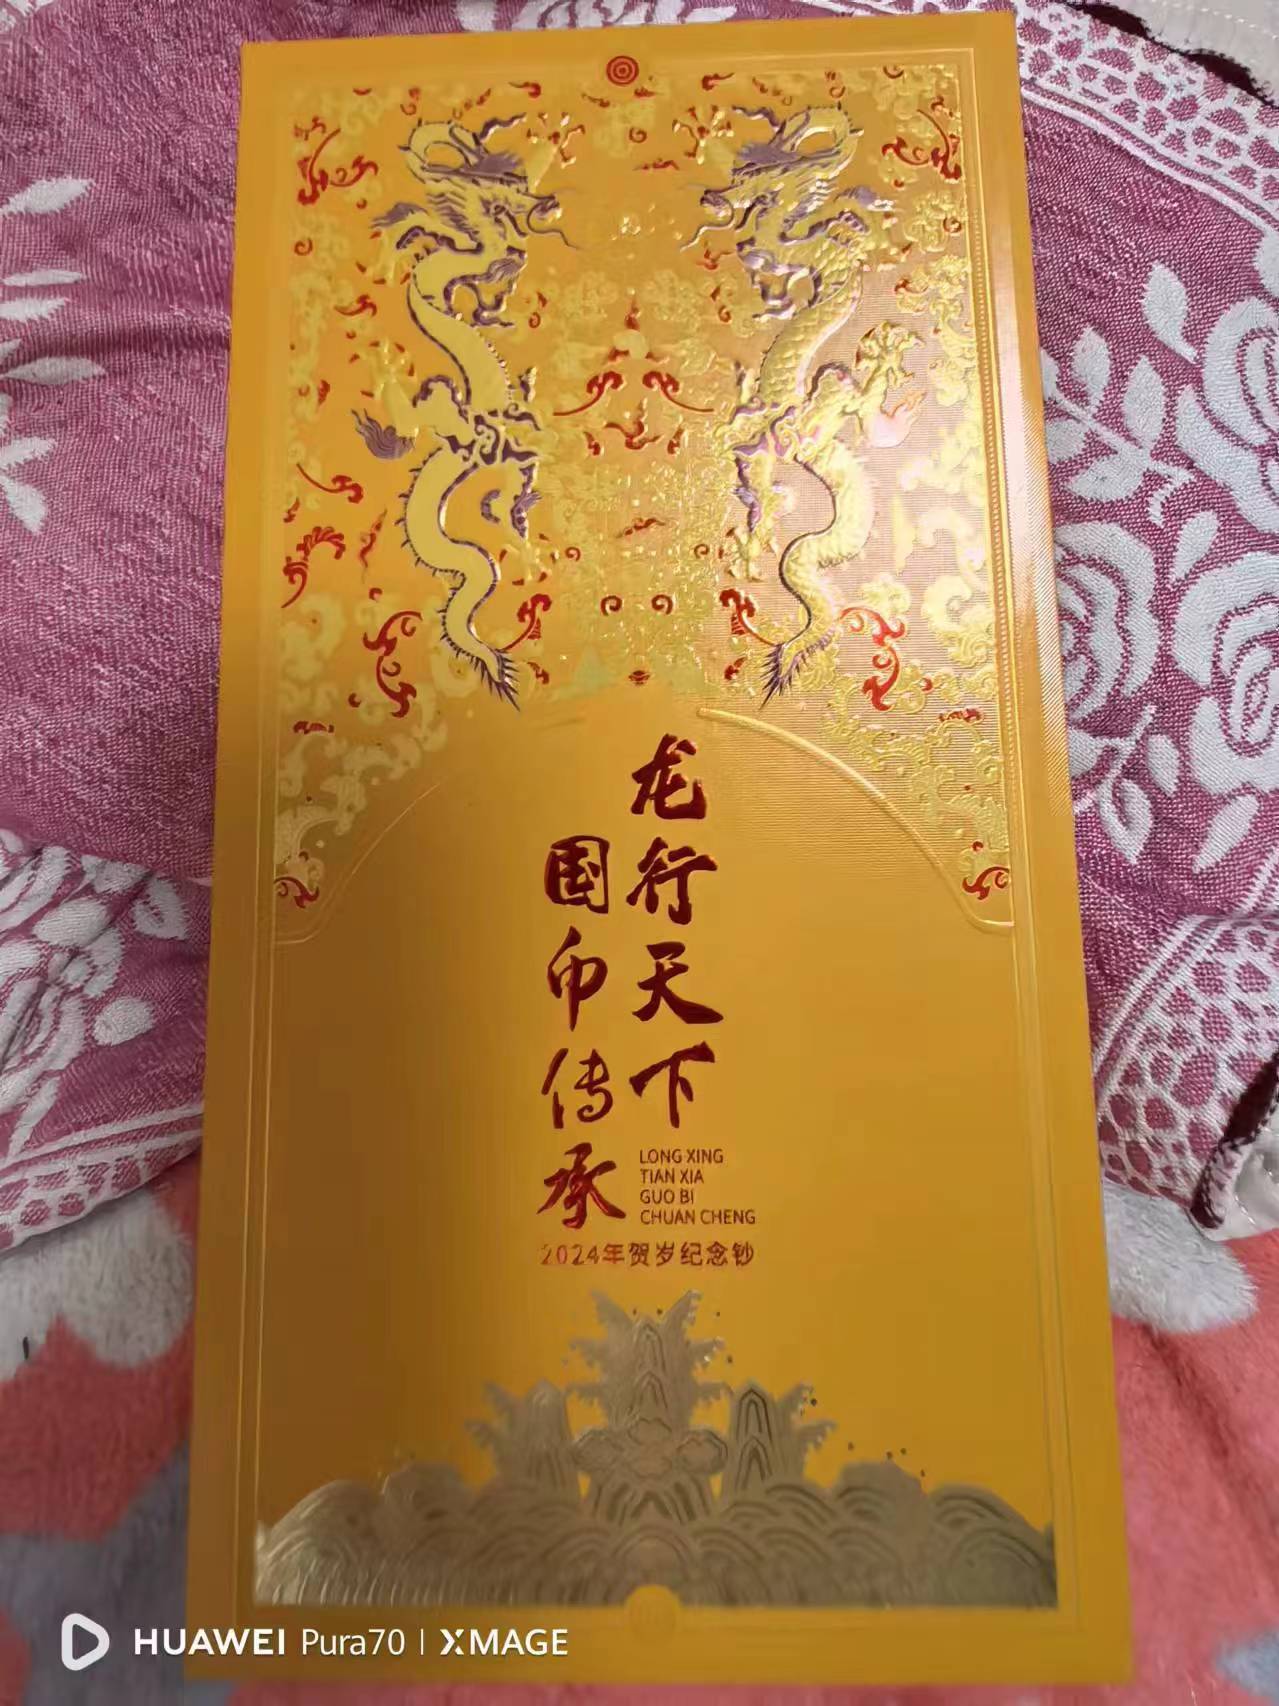 龙行天下
国币传承
LONG XING
TIAN XIA
GUO BI
CHUAN CHENG
2024年贺岁纪念钞
HUAWEI Pura70 | XMAGE